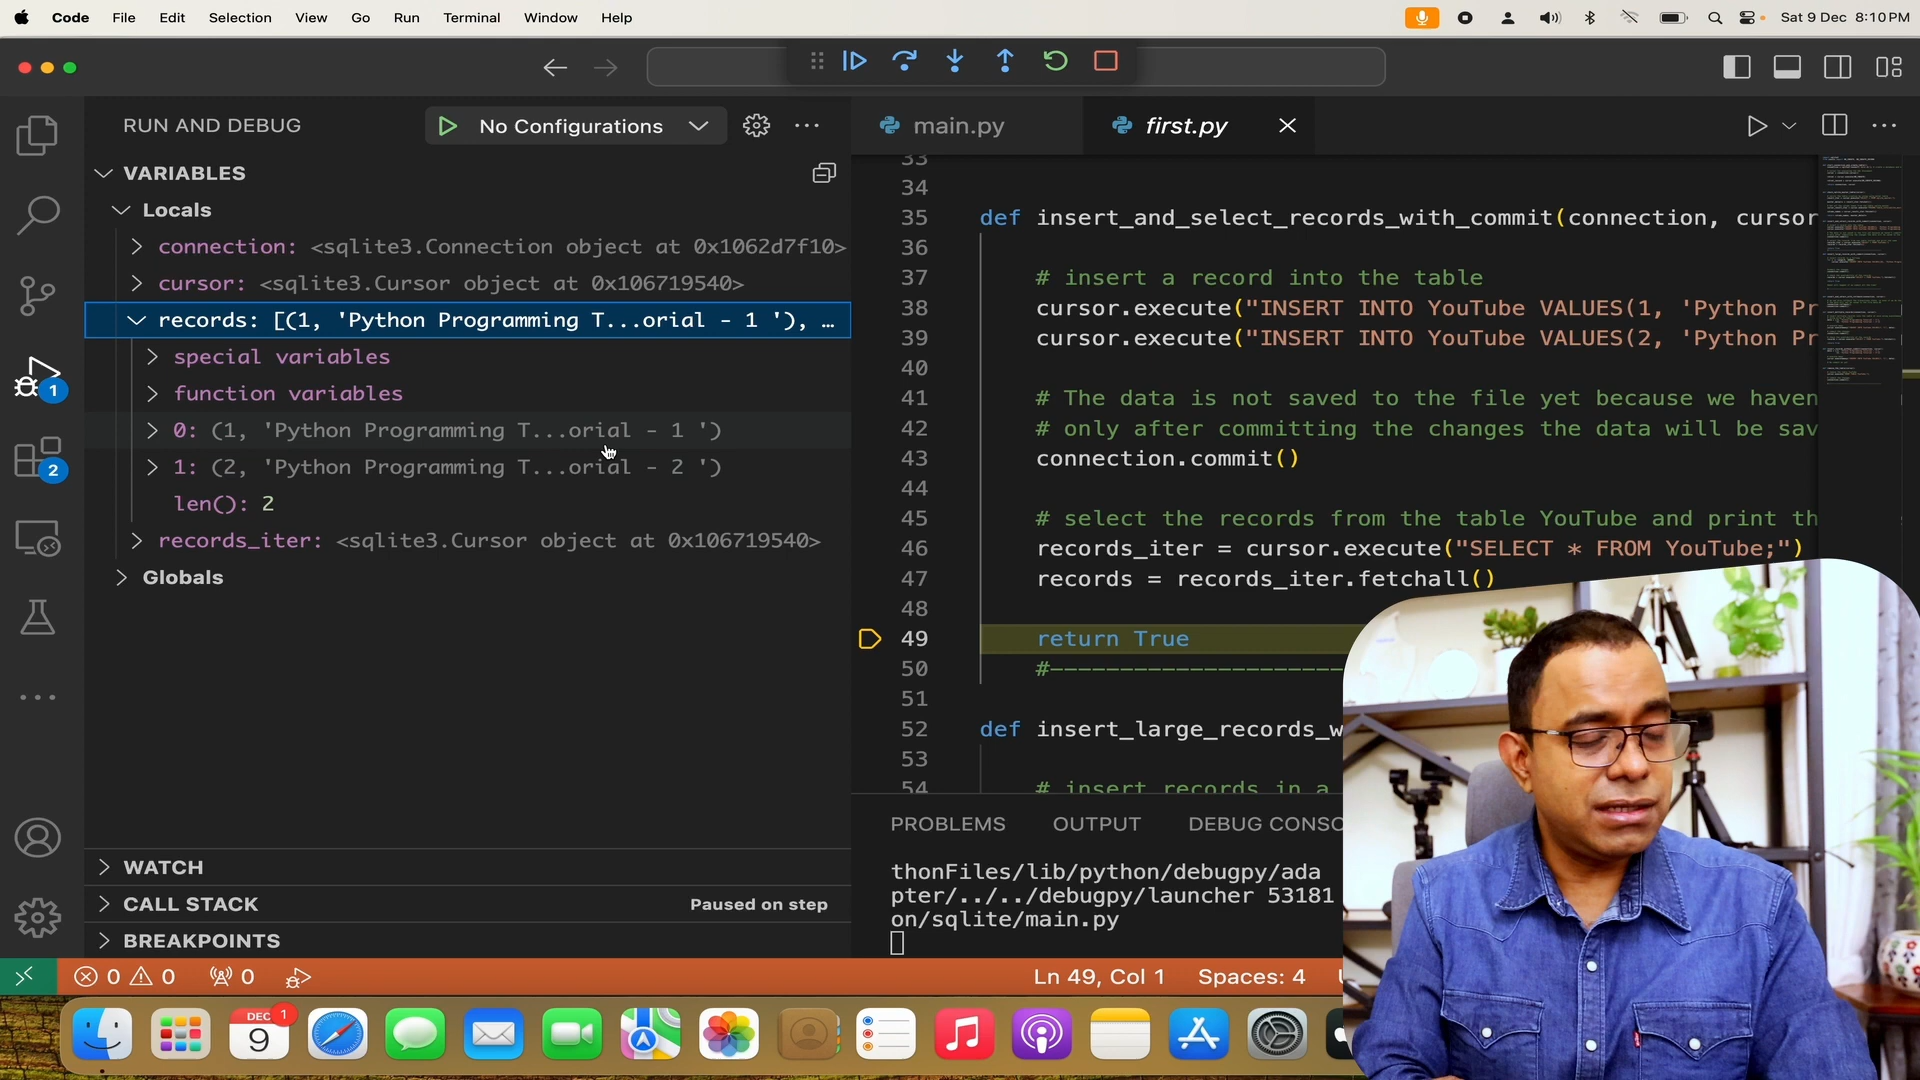 Code File Edit Selection View Go Run Terminal Window Help
Sat 9 Dec 8:10 PM
RUN AND DEBUG
No Configurations
VARIABLES
Locals
connection: <sqlite3.Connection object at 0x1062d7f10>
cursor: <sqlite3.Cursor object at 0x106719540>
records: [(1, 'Python Programming T...orial - 1 '), …
special variables
function variables
0: (1, 'Python Programming T...orial - 1 ')
1: (2, 'Python Programming T...orial - 2 ')
len(): 2
records_iter: <sqlite3.Cursor object at 0x106719540>
Globals
1
2
WATCH
CALL STACK
Paused on step
BREAKPOINTS
main.py
first.py
33
34
35 def insert_and_select_records_with_commit(connection, cursor
36
37 # insert a record into the table
38 cursor.execute("INSERT INTO YouTube VALUES(1, 'Python Pr
39 cursor.execute("INSERT INTO YouTube VALUES(2, 'Python Pr
40
41 # The data is not saved to the file yet because we haven
42 # only after committing the changes the data will be sav
43 connection.commit()
44
45 # select the records from the table YouTube and print th
46 records_iter = cursor.execute("SELECT * FROM YouTube;")
47 records = records_iter.fetchall()
48
49 return True
50 #----------------------
51
52 def insert_large_records_w
53
54 # insert records in a
PROBLEMS OUTPUT DEBUG CONSO
thonFiles/lib/python/debugpy/ada
pter/../../debugpy/launcher 53181
on/sqlite/main.py
0 0 0
Ln 49, Col 1 Spaces: 4
DEC 1
9